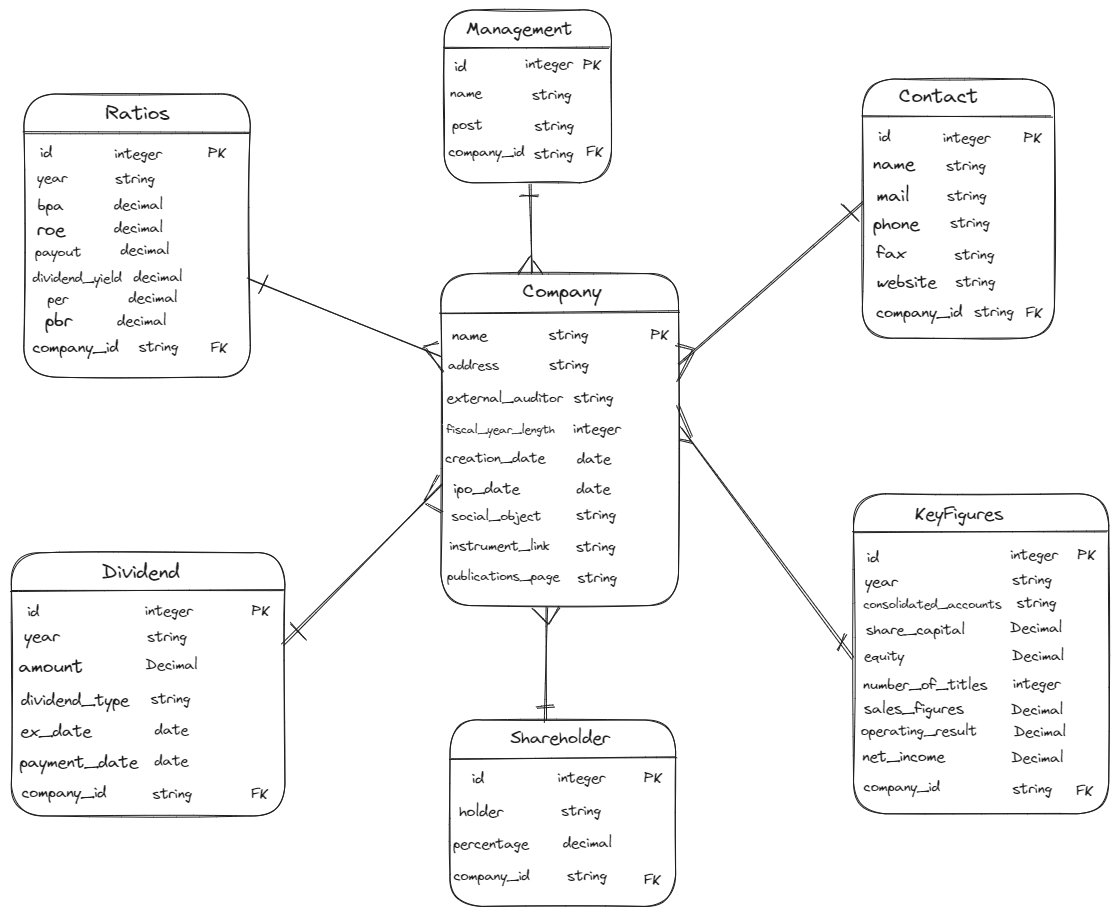 Management
id integer PK
name string
post string
company_id string FK
Ratios
id integer PK
year string
bpa decimal
roe decimal
payout decimal
dividend_yield decimal
per decimal
pbr decimal
company_id string FK
Contact
id integer PK
name string
mail string
phone string
fax string
website string
company_id string FK
Company
name string PK
address string
external_auditor string
fiscal_year_length integer
creation_date date
ipo_date date
social_object string
instrument_link string
publications_page string
Dividend
id integer PK
year string
amount Decimal
dividend_type string
ex_date date
payment_date date
company_id string FK
KeyFigures
id integer PK
year string
consolidated_accounts string
share_capital Decimal
equity Decimal
number_of_titles integer
sales_figures Decimal
operating_result Decimal
net_income Decimal
company_id string FK
Shareholder
id integer PK
holder string
percentage decimal
company_id string FK